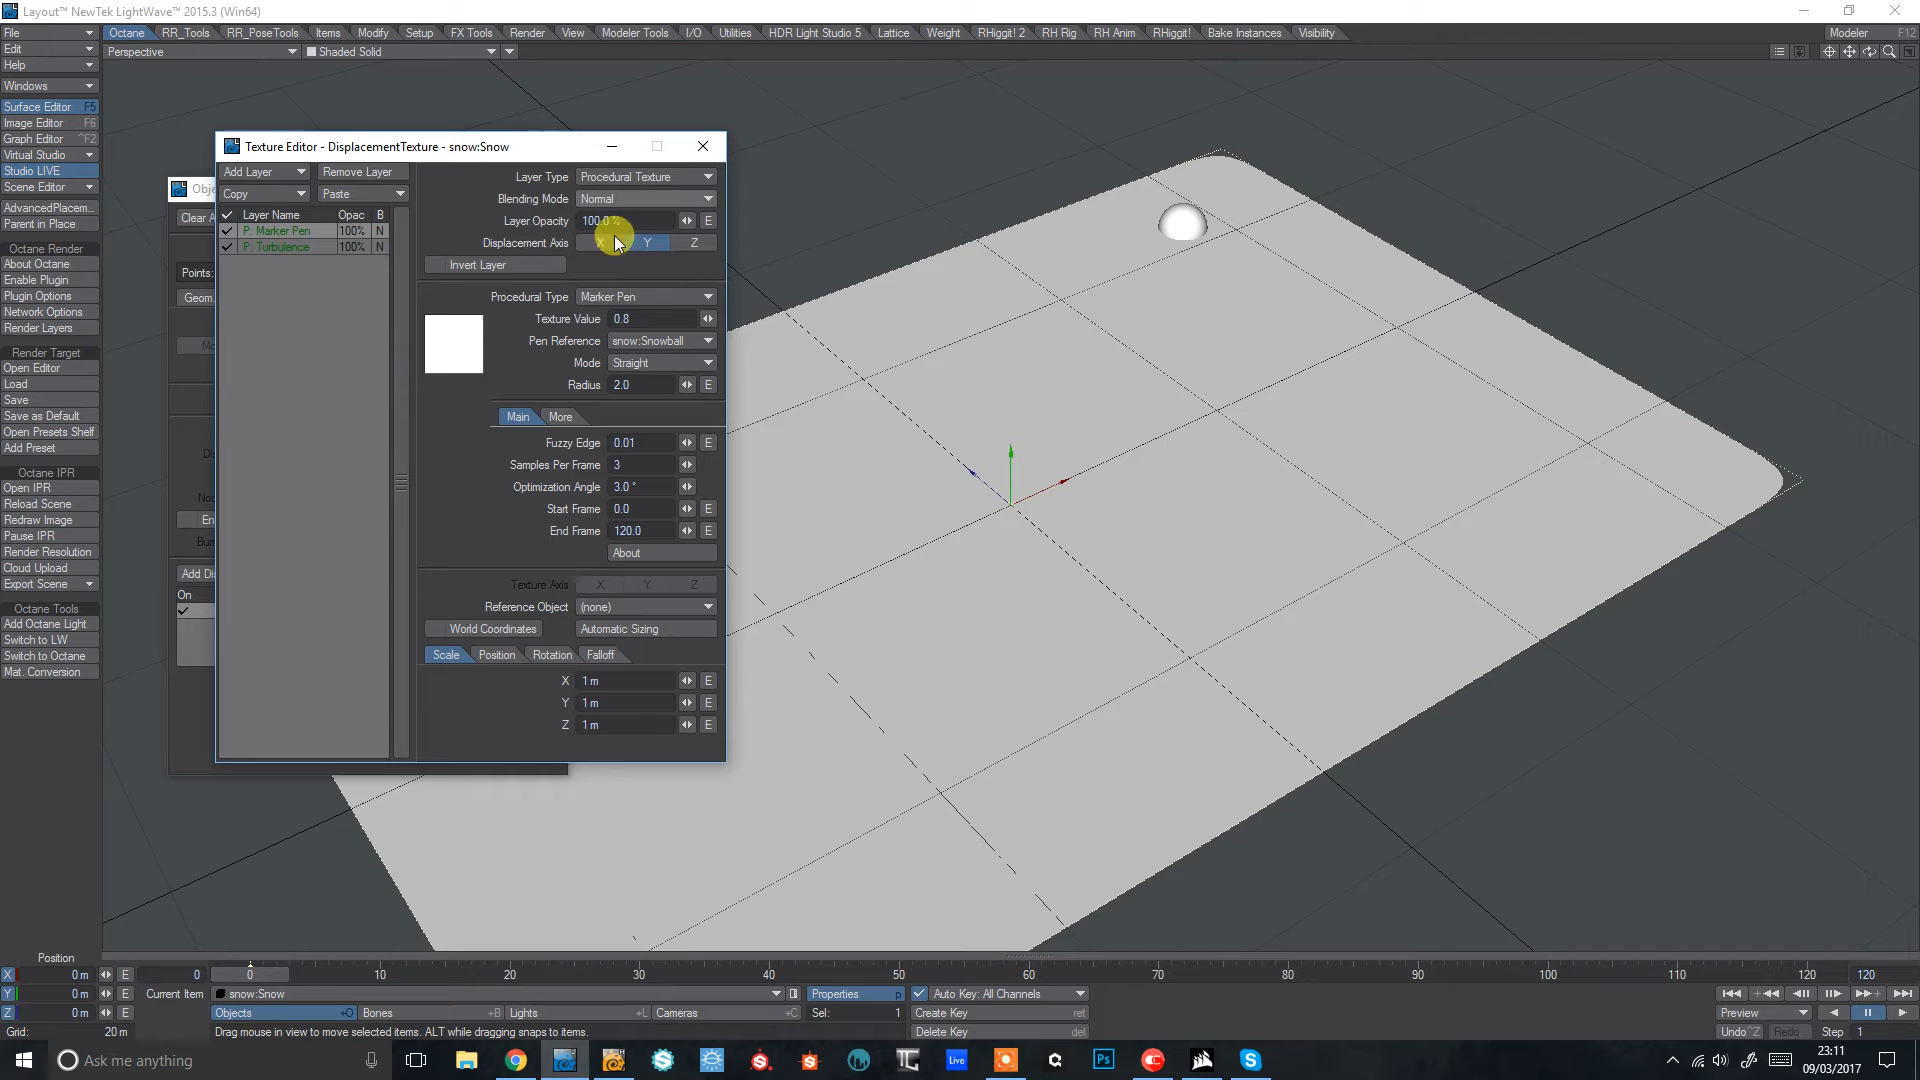 Layout™ NewTek LightWave™ 2015.3 (Win64)
File
Octane RR_Tools RR_PoseTools Items Modify Setup FX Tools Render View Modeler Tools I/O Utilities HDR Light Studio 5 Lattice Weight RHiggit! 2 RH Rig RH Anim RHiggit! Bake Instances Visibility Modeler F12
Edit
Perspective Shaded Solid
Help
Windows
Surface Editor F5
Image Editor F6
Graph Editor ^F2
Virtual Studio
Studio LIVE
Scene Editor
AdvancedPlacem...
Parent in Place
Octane Render
About Octane
Enable Plugin
Plugin Options
Network Options
Render Layers
Render Target
Open Editor
Load
Save
Save as Default
Open Presets Shelf
Add Preset
Octane IPR
Open IPR
Reload Scene
Redraw Image
Pause IPR
Render Resolution
Cloud Upload
Export Scene
Octane Tools
Add Octane Light
Switch to LW
Switch to Octane
Mat. Conversion
Obje
Clear A
Points:
Geom
Mo
Dis
Noc
En
Bum
Add Dis
On
Texture Editor - DisplacementTexture - snow:Snow
Add Layer Remove Layer
Copy Paste
Layer Name Opac B
P: Marker Pen 100% N
P: Turbulence 100% N
Layer Type Procedural Texture
Blending Mode Normal
Layer Opacity 100.0 % E
Displacement Axis X Y Z
Invert Layer
Procedural Type Marker Pen
Texture Value 0.8
Pen Reference snow:Snowball
Mode Straight
Radius 2.0 E
Main More
Fuzzy Edge 0.01 E
Samples Per Frame 3
Optimization Angle 3.0 °
Start Frame 0.0 E
End Frame 120.0 E
About
Texture Axis X Y Z
Reference Object (none)
World Coordinates Automatic Sizing
Scale Position Rotation Falloff
X 1 m E
Y 1 m E
Z 1 m E
Position
X 0 m E 0 0 10 20 30 40 50 60 70 80 90 100 110 120 120
Y 0 m E Current Item snow:Snow Properties p Auto Key: All Channels
Z 0 m E Objects +O Bones +B Lights +L Cameras +C Sel: 1 Create Key ret Preview
Grid: 20 m Drag mouse in view to move selected items. ALT while dragging snaps to items. Delete Key del Undo ^Z Redo Step 1
Ask me anything
Live
Ps
23:11
09/03/2017